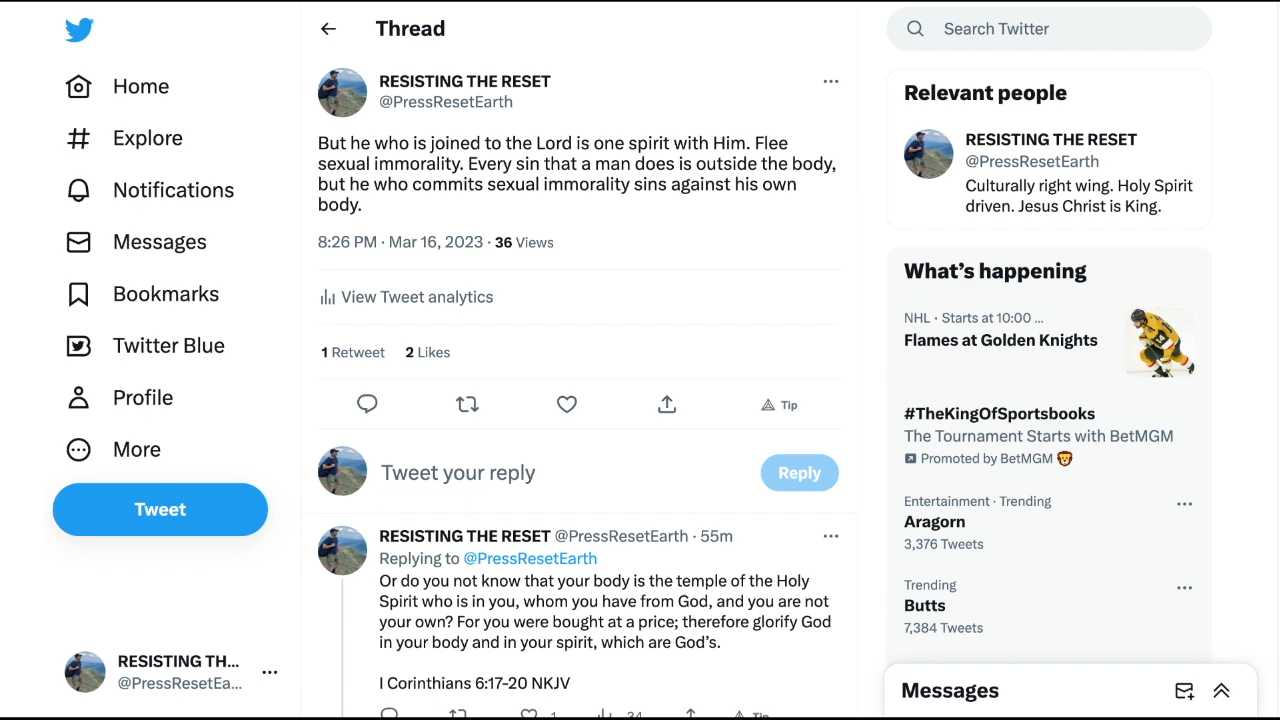 Home
Explore
Notifications
Messages
Bookmarks
Twitter Blue
Profile
More
Tweet
RESISTING TH...
@PressResetEa...
Thread
RESISTING THE RESET
@PressResetEarth
But he who is joined to the Lord is one spirit with Him. Flee
sexual immorality. Every sin that a man does is outside the body,
but he who commits sexual immorality sins against his own
body.
8:26 PM · Mar 16, 2023 · 36 Views
View Tweet analytics
1 Retweet 2 Likes
Tip
Tweet your reply
Reply
RESISTING THE RESET @PressResetEarth · 55m
Replying to @PressResetEarth
Or do you not know that your body is the temple of the Holy
Spirit who is in you, whom you have from God, and you are not
your own? For you were bought at a price; therefore glorify God
in your body and in your spirit, which are God's.
I Corinthians 6:17-20 NKJV
1 34 Tip
Search Twitter
Relevant people
RESISTING THE RESET
@PressResetEarth
Culturally right wing. Holy Spirit
driven. Jesus Christ is King.
What's happening
NHL · Starts at 10:00 ...
Flames at Golden Knights
14
#TheKingOfSportsbooks
The Tournament Starts with BetMGM
Promoted by BetMGM
Entertainment · Trending
Aragorn
3,376 Tweets
Trending
Butts
7,384 Tweets
Messages